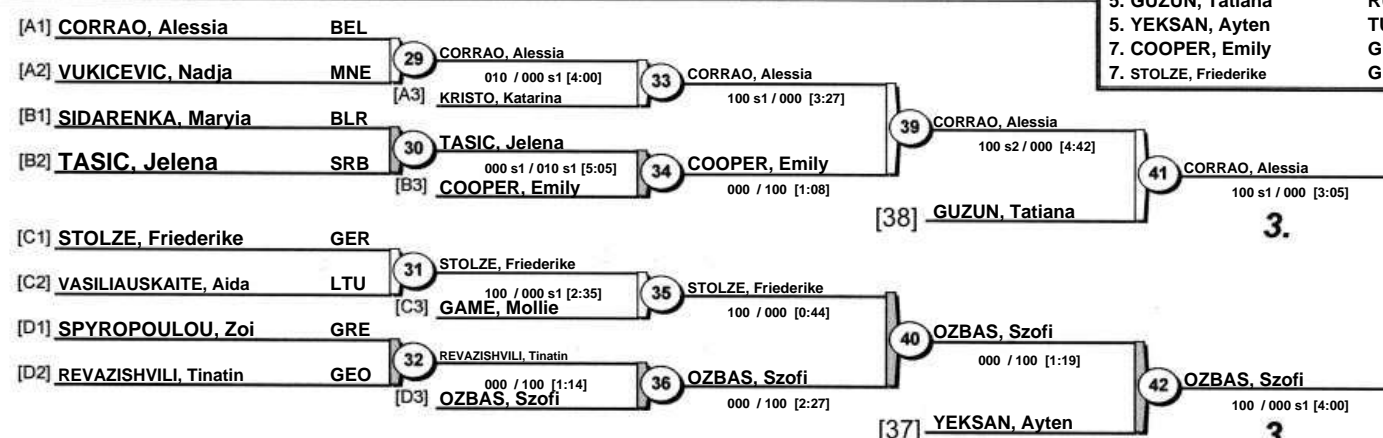 5. GUZUN, Tatiana
5. YEKSAN, Ayten
7. COOPER, Emily G
7. STOLZE, Friederike G
[A1] CORRAO, Alessia BEL
[A2] VUKICEVIC, Nadja MNE
29
CORRAO, Alessia
010 / 000 s1 [4:00]
[A3] KRISTO, Katarina
33
CORRAO, Alessia
100 s1 / 000 [3:27]
[B1] SIDARENKA, Maryia BLR
[B2] TASIC, Jelena SRB
30
TASIC, Jelena
000 s1 / 010 s1 [5:05]
[B3] COOPER, Emily
34
COOPER, Emily
000 / 100 [1:08]
39
CORRAO, Alessia
100 s2 / 000 [4:42]
[38] GUZUN, Tatiana
41
CORRAO, Alessia
100 s1 / 000 [3:05]
3.
[C1] STOLZE, Friederike GER
[C2] VASILIAUSKAITE, Aida LTU
31
STOLZE, Friederike
100 / 000 s1 [2:35]
[C3] GAME, Mollie
35
STOLZE, Friederike
100 / 000 [0:44]
[D1] SPYROPOULOU, Zoi GRE
[D2] REVAZISHVILI, Tinatin GEO
32
REVAZISHVILI, Tinatin
000 / 100 [1:14]
[D3] OZBAS, Szofi
36
OZBAS, Szofi
000 / 100 [2:27]
40
OZBAS, Szofi
000 / 100 [1:19]
[37] YEKSAN, Ayten
42
OZBAS, Szofi
100 / 000 s1 [4:00]
3